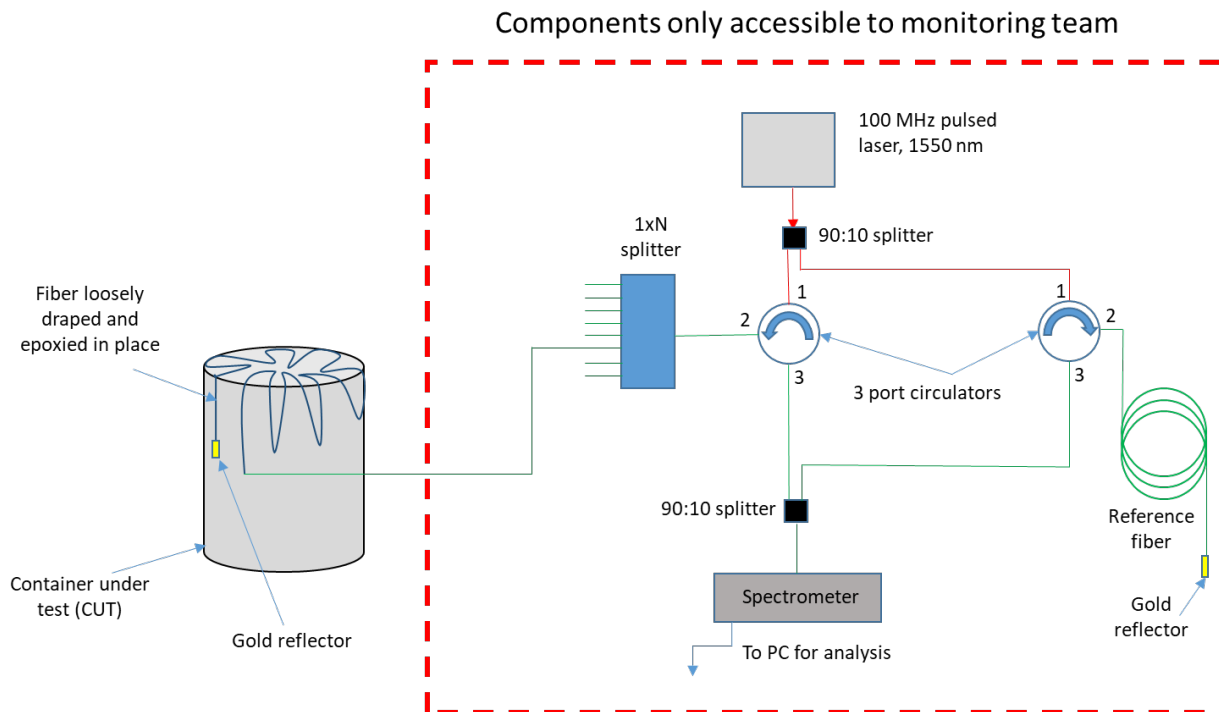 Components only accessible to monitoring team
100 MHz pulsed
laser, 1550 nm
1xN
splitter
90:10 splitter
Fiber loosely
draped and
epoxied in place
1
2
3
1
2
3
3 port circulators
90:10 splitter
Reference
fiber
Container under
test (CUT)
Gold reflector
Spectrometer
Gold
reflector
To PC for analysis